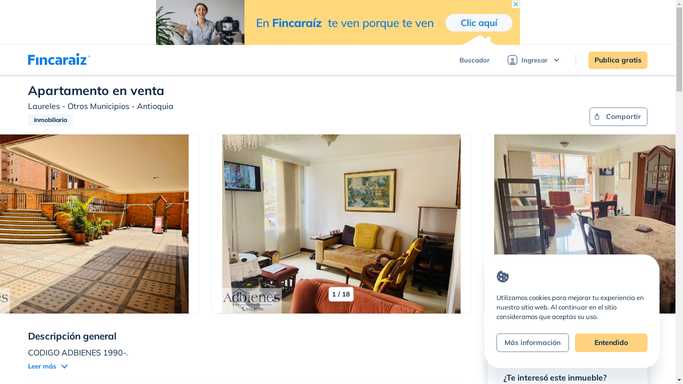 En Fincaraíz te ven porque te ven
Clic aquí
Fincaraiz
Buscador
Ingresar
Publica gratis
Apartamento en venta
Laureles - Otros Municipios - Antioquia
Inmobiliaria
Compartir
Adbienes
1 / 18
Utilizamos cookies para mejorar tu experiencia en
nuestro sitio web. Al continuar en el sitio
consideramos que aceptas su uso.
Más información
Entendido
Descripción general
CODIGO ADBIENES 1990-.
Leer más
¿Te interesó este inmueble?